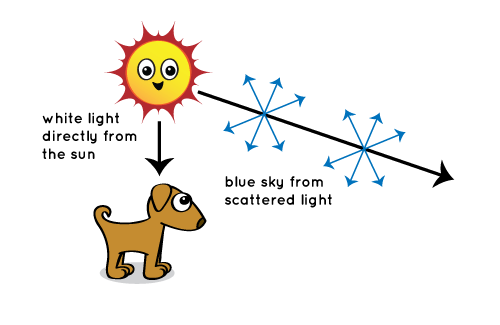 white light
directly from
the sun
blue sky from
scattered light